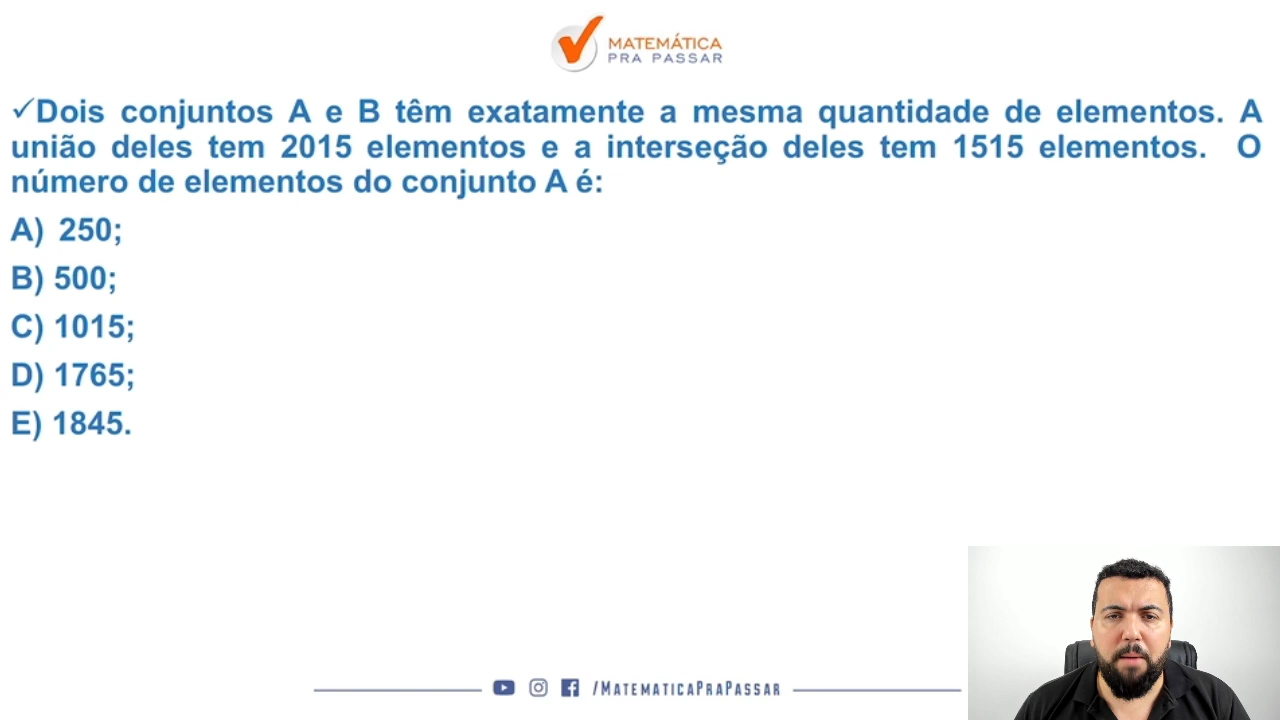 MATEMÁTICA
PRA PASSAR
✓Dois conjuntos A e B têm exatamente a mesma quantidade de elementos. A
união deles tem 2015 elementos e a interseção deles tem 1515 elementos. O
número de elementos do conjunto A é:
A) 250;
B) 500;
C) 1015;
D) 1765;
E) 1845.
/MATEMATICAPRAPASSAR